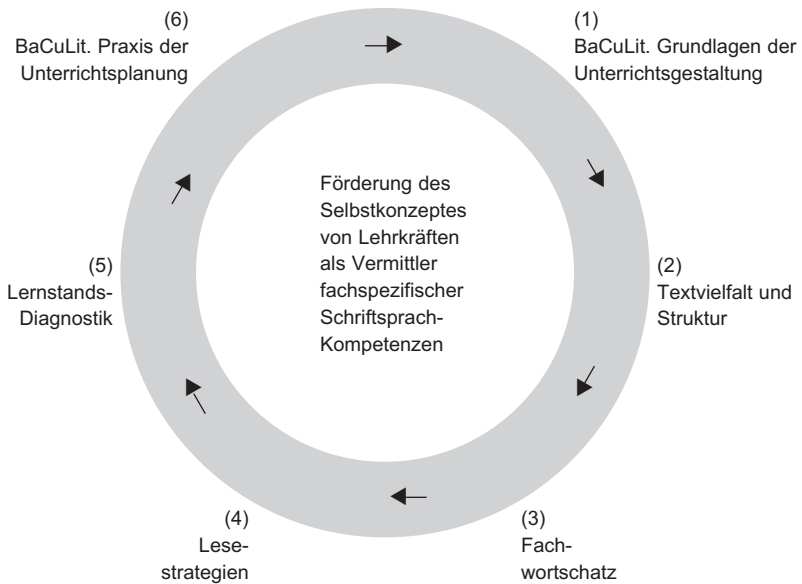 (6)
BaCuLit. Praxis der
Unterrichtsplanung
(1)
BaCuLit. Grundlagen der
Unterrichtsgestaltung
Förderung des
Selbstkonzeptes
von Lehrkräften
als Vermittler
fachspezifischer
Schriftsprach-
Kompetenzen
(5)
Lernstands-
Diagnostik
(2)
Textvielfalt und
Struktur
(4)
Lese-
strategien
(3)
Fach-
wortschatz